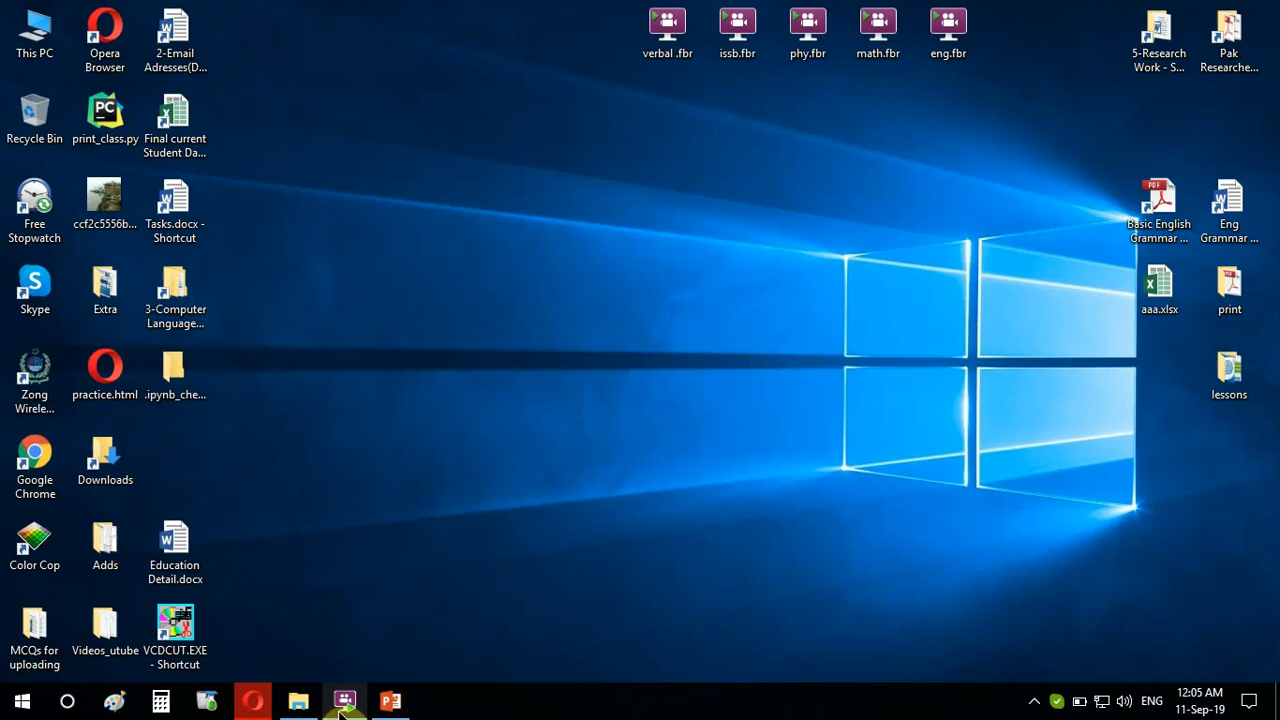 This PC
Opera
Browser
2-Email
Adresses(D...
verbal .fbr
issb.fbr
phy.fbr
math.fbr
eng.fbr
5-Research
Work - S...
Pak
Researche...
Recycle Bin
PC
print_class.py
Final current
Student Da...
Free
Stopwatch
ccf2c5556b...
Tasks.docx -
Shortcut
PDF
Basic English
Grammar ...
Eng
Grammar ...
Skype
Extra
3-Computer
Language...
aaa.xlsx
print
Zong
Wirele...
practice.html
.ipynb_che...
lessons
Google
Chrome
Downloads
Color Cop
Adds
Education
Detail.docx
MCQs for
uploading
Videos_utube
VCDCUT.EXE
- Shortcut
ENG
12:05 AM
11-Sep-19